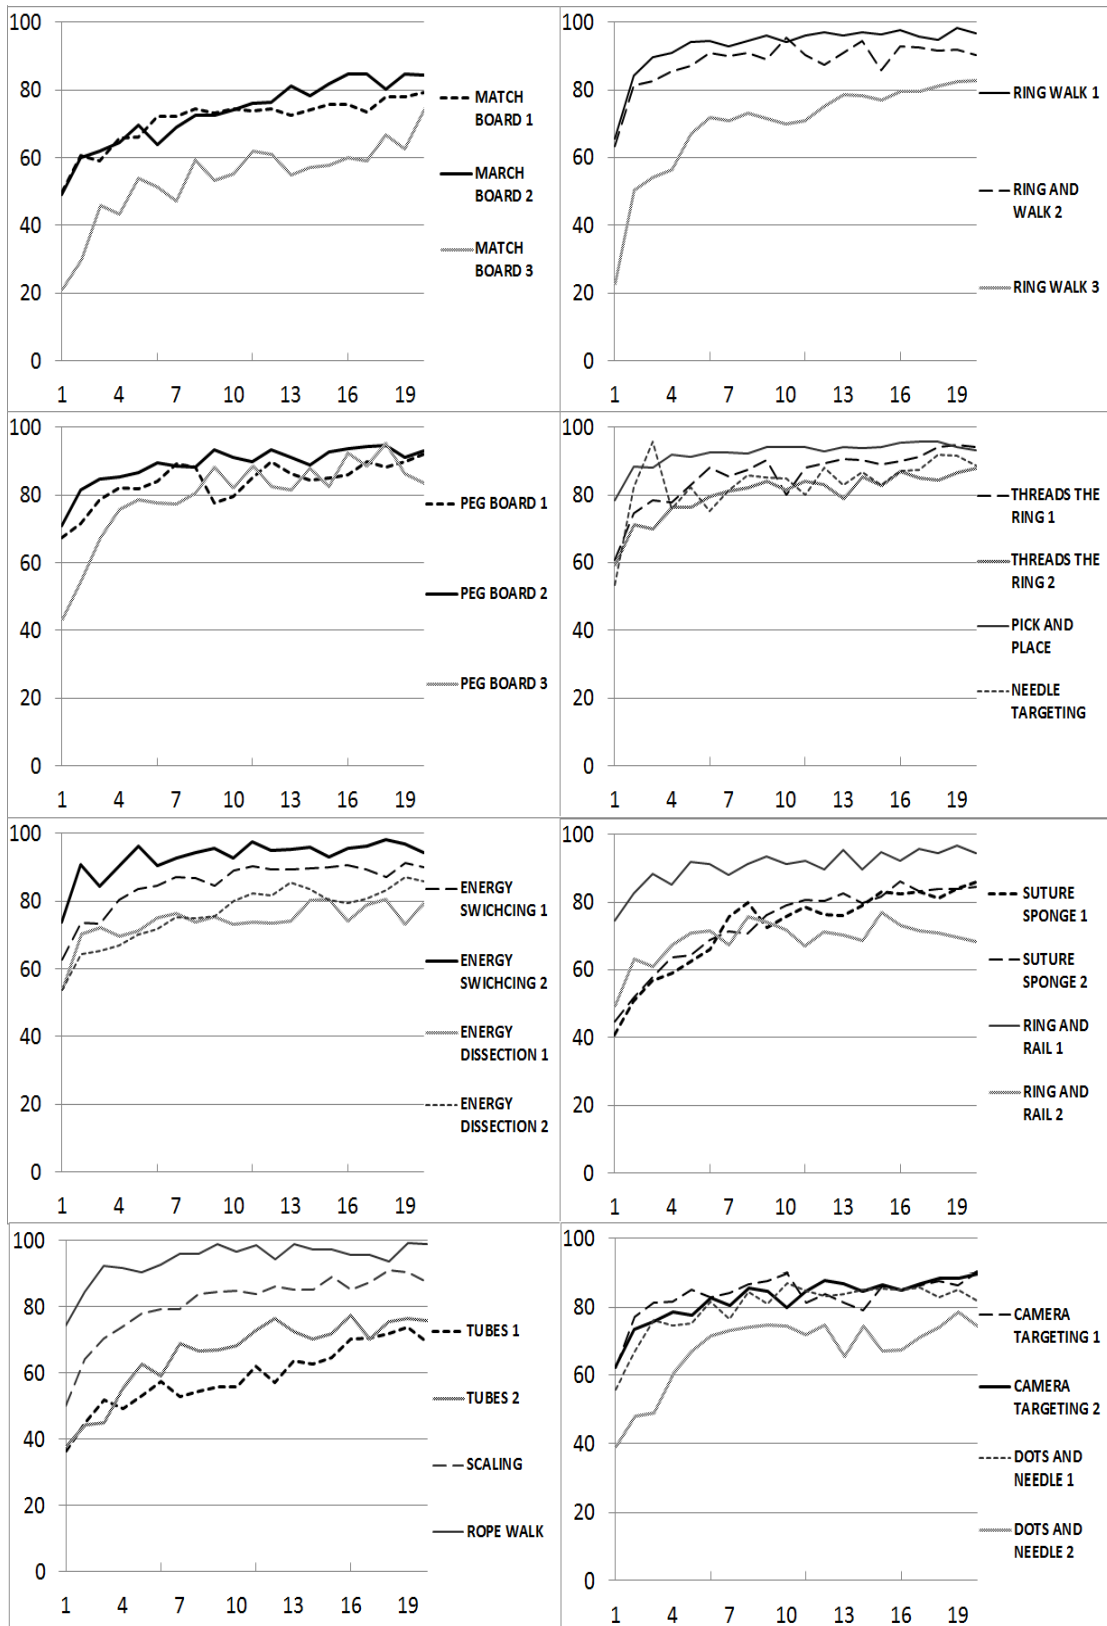 100
80
60
40
20
0
1 4 7 10 13 16 19
MATCH
BOARD 1
MARCH
BOARD 2
MATCH
BOARD 3
100
80
60
40
20
0
1 4 7 10 13 16 19
RING WALK 1
RING AND
WALK 2
RING WALK 3
100
80
60
40
20
0
1 4 7 10 13 16 19
PEG BOARD 1
PEG BOARD 2
PEG BOARD 3
100
80
60
40
20
0
1 4 7 10 13 16 19
THREADS THE
RING 1
THREADS THE
RING 2
PICK AND
PLACE
NEEDLE
TARGETING
100
80
60
40
20
0
1 4 7 10 13 16 19
ENERGY
SWICHCING 1
ENERGY
SWICHCING 2
ENERGY
DISSECTION 1
ENERGY
DISSECTION 2
100
80
60
40
20
0
1 4 7 10 13 16 19
SUTURE
SPONGE 1
SUTURE
SPONGE 2
RING AND
RAIL 1
RING AND
RAIL 2
100
80
60
40
20
0
1 4 7 10 13 16 19
TUBES 1
TUBES 2
SCALING
ROPE WALK
100
80
60
40
20
0
1 4 7 10 13 16 19
CAMERA
TARGETING 1
CAMERA
TARGETING 2
DOTS AND
NEEDLE 1
DOTS AND
NEEDLE 2